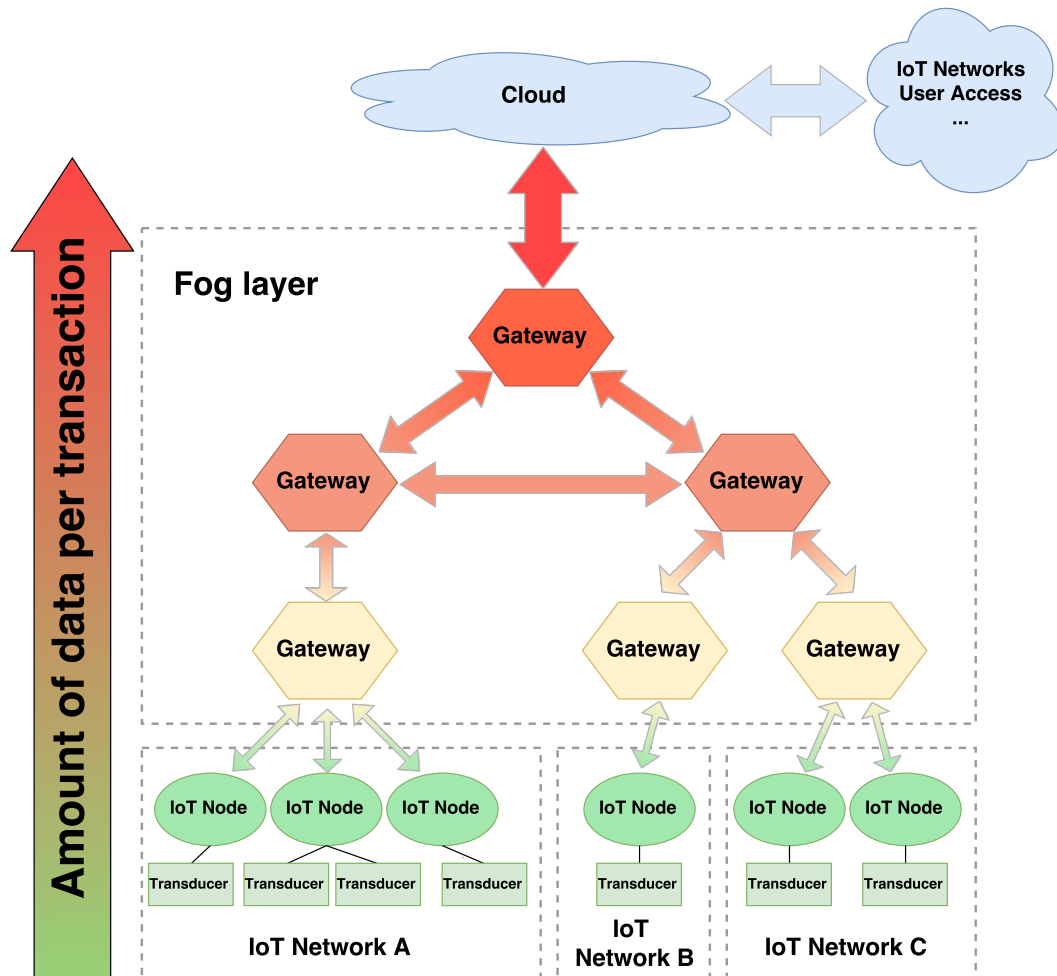 Cloud
IoT Networks
User Access
...
Amount of data per transaction
Fog layer
Gateway
Gateway
Gateway
Gateway
Gateway
Gateway
IoT Node
IoT Node
IoT Node
IoT Node
IoT Node
IoT Node
Transducer
Transducer
Transducer
Transducer
Transducer
Transducer
Transducer
IoT Network A
IoT
Network B
IoT Network C